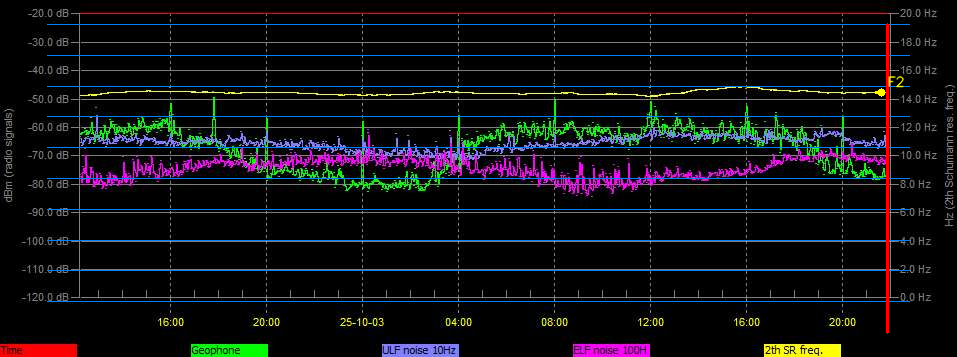 -20.0 dB
20.0 Hz
-30.0 dB
18.0 Hz
-40.0 dB
16.0 Hz
F2
-50.0 dB
14.0 Hz
-60.0 dB
12.0 Hz
-70.0 dB
10.0 Hz
-80.0 dB
8.0 Hz
-90.0 dB
6.0 Hz
-100.0 dB
4.0 Hz
-110.0 dB
2.0 Hz
-120.0 dB
0.0 Hz
dBm (radio signals)
Hz (2th Schumann res. freq.)
16:00 20:00 25-10-03 04:00 08:00 12:00 16:00 20:00
Time Geophone ULF noise 10Hz ELF noise 100H 2th SR freq.